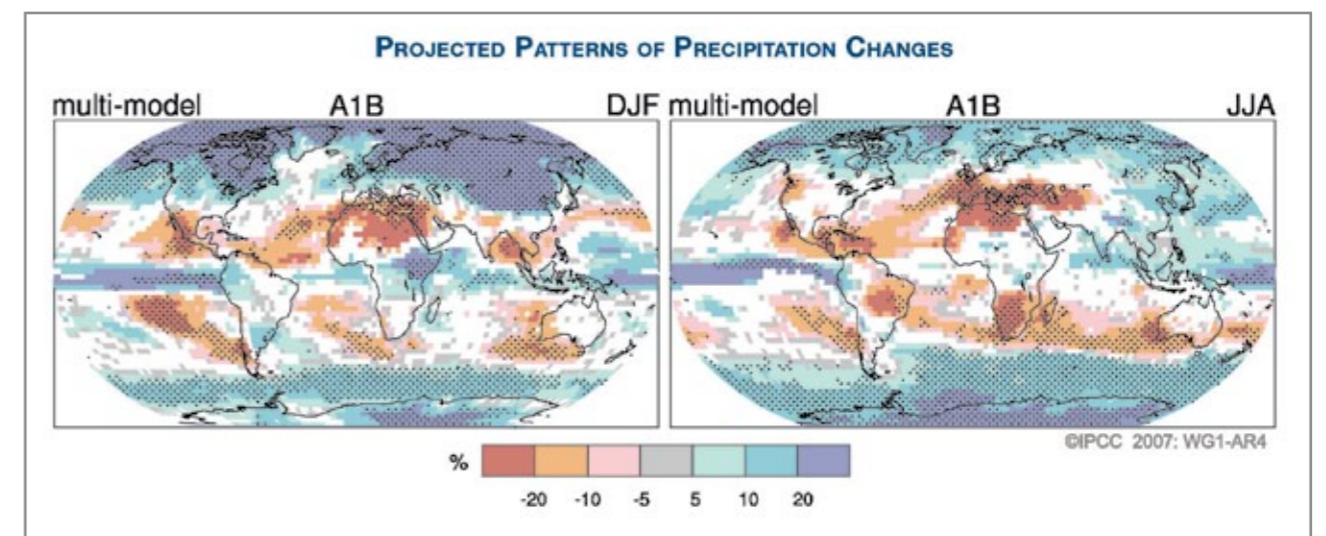 PROJECTED PATTERNS OF PRECIPITATION CHANGES
multi-model A1B DJF multi-model A1B JJA
©IPCC 2007: WG1-AR4
%
-20 -10 -5 5 10 20